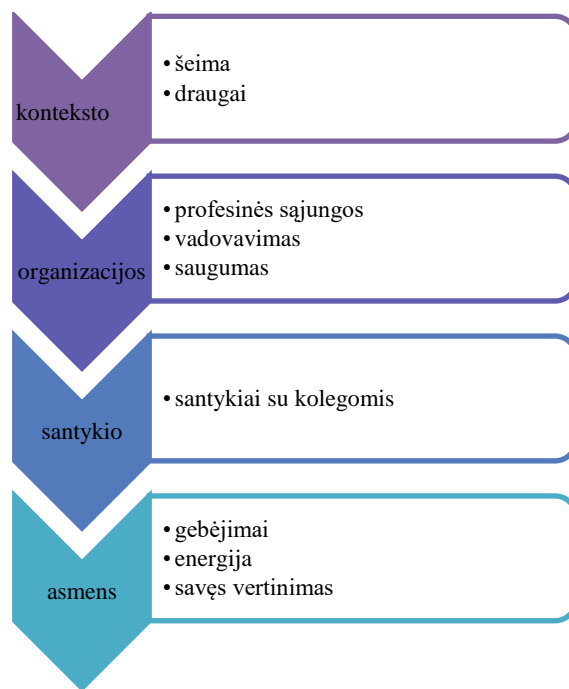 konteksto
• šeima
• draugai
organizacijos
• profesinės sąjungos
• vadovavimas
• saugumas
santykio
• santykiai su kolegomis
asmens
• gebėjimai
• energija
• savęs vertinimas